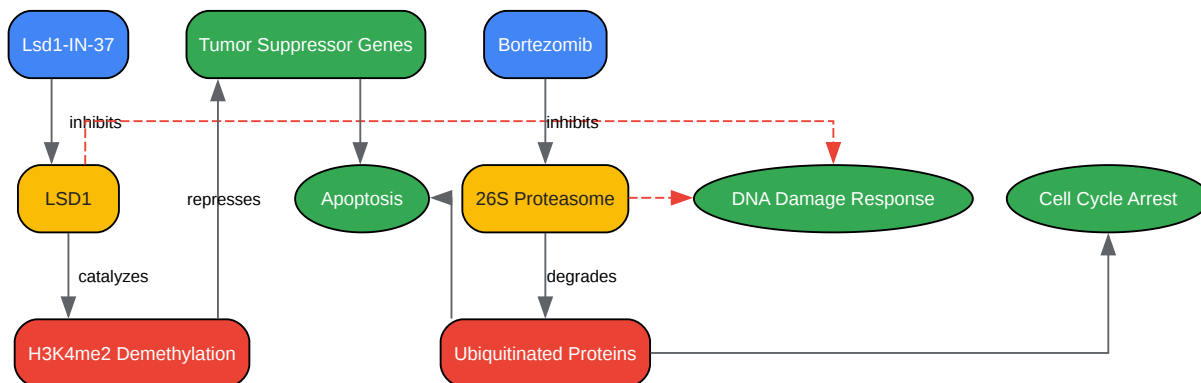 Lsd1-IN-37
Tumor Suppressor Genes
Bortezomib
inhibits
inhibits
LSD1
represses
Apoptosis
26S Proteasome
DNA Damage Response
Cell Cycle Arrest
catalyzes
degrades
H3K4me2 Demethylation
Ubiquitinated Proteins